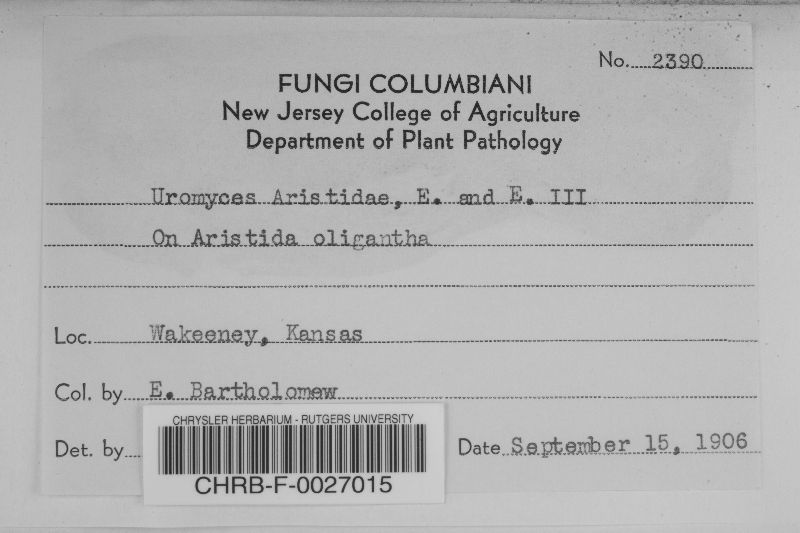 No. 2390
FUNGI COLUMBIANI
New Jersey College of Agriculture
Department of Plant Pathology
Uromyces Aristidae, E. and E. III
On Aristida oligantha
Loc. Wakeeney, Kansas
Col. by E. Bartholomew
Det. by
Date September 15, 1906
CHRYSLER HERBARIUM - RUTGERS UNIVERSITY
CHRB-F-0027015